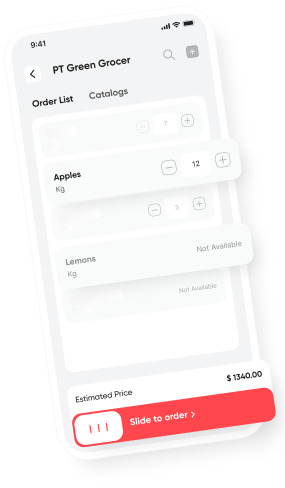 9:41
PT Green Grocer
Order List Catalogs
7
Apples
Kg
12
3
Lemons
Kg
Not Available
Not Available
Estimated Price
$ 1340.00
Slide to order